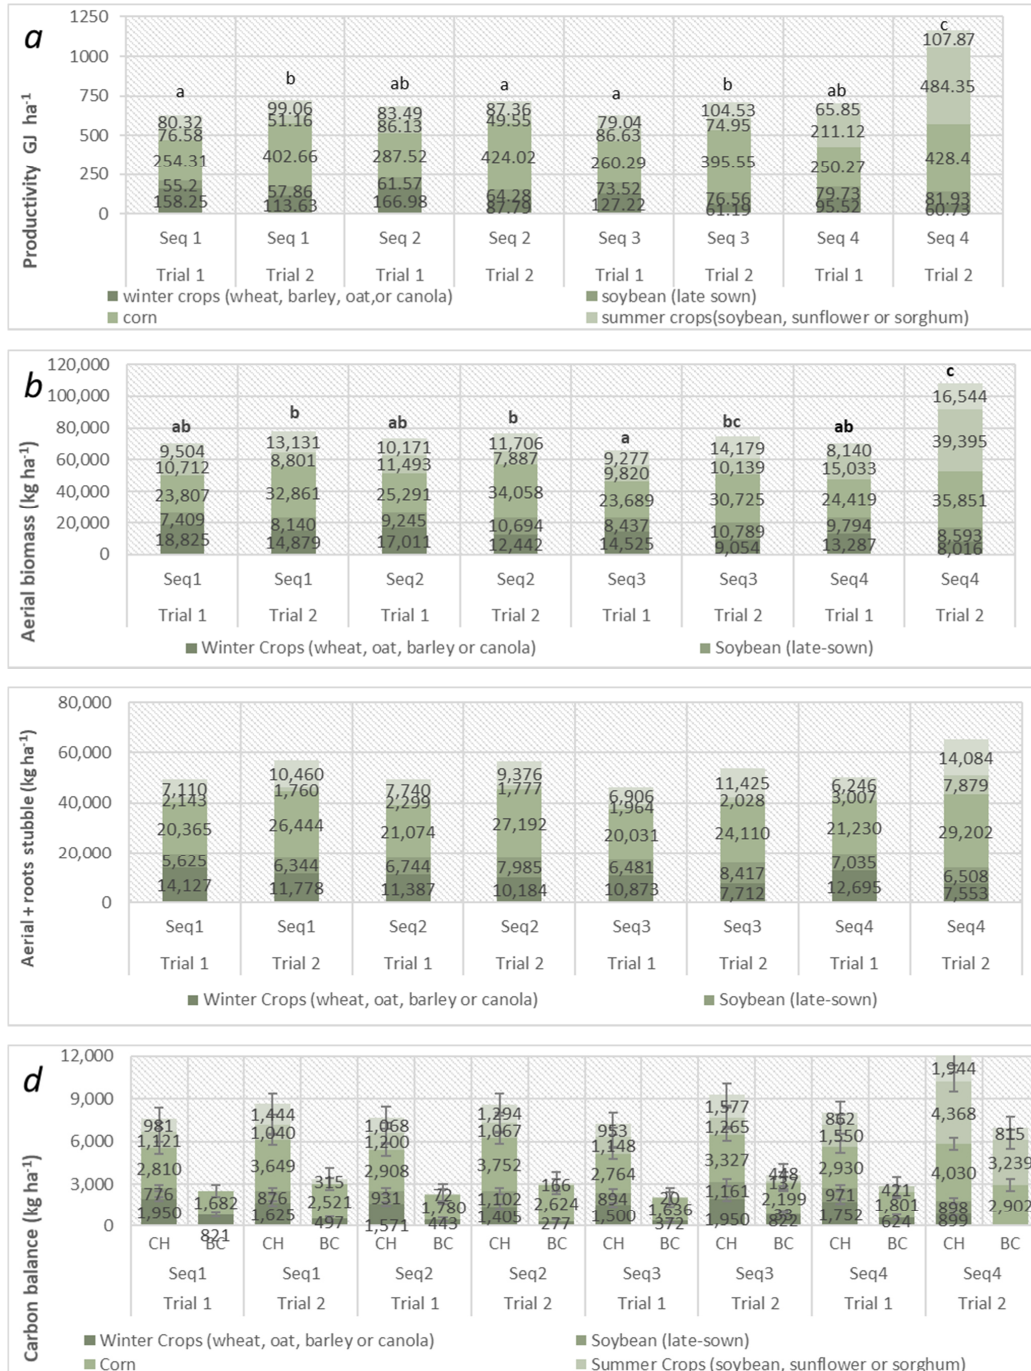 a
Productivity GJ ha⁻¹
1250
1000
750
500
250
0
a b ab a a b ab c
80.32 99.06 83.49 87.36 79.04 104.53 65.85 107.87
76.58 51.16 86.13 49.55 86.63 74.95 211.12 484.35
254.31 402.66 287.52 424.02 260.29 395.55 250.27 428.4
55.2 57.86 61.57 64.28 73.52 76.56 79.73 81.93
158.25 113.63 166.98 87.79 127.22 61.19 95.52 60.73
Seq 1 Seq 1 Seq 2 Seq 2 Seq 3 Seq 3 Seq 4 Seq 4
Trial 1 Trial 2 Trial 1 Trial 2 Trial 1 Trial 2 Trial 1 Trial 2
winter crops (wheat, barley, oat,or canola) soybean (late sown)
corn summer crops(soybean, sunflower or sorghum)
b
Aerial biomass (kg ha⁻¹)
120,000
100,000
80,000
60,000
40,000
20,000
0
ab b ab b a bc ab c
9,504 13,131 10,171 11,706 9,277 14,179 8,140 16,544
10,712 8,801 11,493 7,887 9,820 10,139 15,033 39,395
23,807 32,861 25,291 34,058 23,689 30,725 24,419 35,851
7,409 8,140 9,245 10,694 8,437 10,789 9,794 8,593
18,825 14,879 17,011 12,442 14,525 9,054 13,287 8,016
Seq1 Seq1 Seq2 Seq2 Seq3 Seq3 Seq4 Seq4
Trial 1 Trial 2 Trial 1 Trial 2 Trial 1 Trial 2 Trial 1 Trial 2
Winter Crops (wheat, oat, barley or canola) Soybean (late-sown)
Aerial + roots stubble (kg ha⁻¹)
80,000
60,000
40,000
20,000
0
7,110 10,460 7,740 9,376 6,906 11,425 6,246 14,084
2,143 1,760 2,299 1,777 1,964 2,028 3,007 7,879
20,365 26,444 21,074 27,192 20,031 24,110 21,230 29,202
5,625 6,344 6,744 7,985 6,481 8,417 7,035 6,508
14,127 11,778 11,387 10,184 10,873 7,712 12,695 7,553
Seq1 Seq1 Seq2 Seq2 Seq3 Seq3 Seq4 Seq4
Trial 1 Trial 2 Trial 1 Trial 2 Trial 1 Trial 2 Trial 1 Trial 2
Winter Crops (wheat, oat, barley or canola) Soybean (late-sown)
d
Carbon balance (kg ha⁻¹)
12,000
9,000
6,000
3,000
0
981 1,444 1,068 1,294 953 1,577 862 1,944
1,121 1,040 1,200 1,067 1,148 1,265 1,550 4,368 815
2,810 3,649 315 2,908 72 3,752 166 2,764 20 3,327 448 2,930 421 4,030 3,239
776 1,682 876 2,521 931 1,780 1,102 2,624 894 1,636 1,161 2,199 971 1,801 898 2,902
1,950 821 1,625 497 1,571 443 1,405 277 1,500 372 1,950 33 822 1,752 624 899
CH BC CH BC CH BC CH BC CH BC CH BC CH BC CH BC
Seq1 Seq1 Seq2 Seq2 Seq3 Seq3 Seq4 Seq4
Trial 1 Trial 2 Trial 1 Trial 2 Trial 1 Trial 2 Trial 1 Trial 2
Winter Crops (wheat, oat, barley or canola) Soybean (late-sown)
Corn Summer Crops (soybean, sunflower or sorghum)